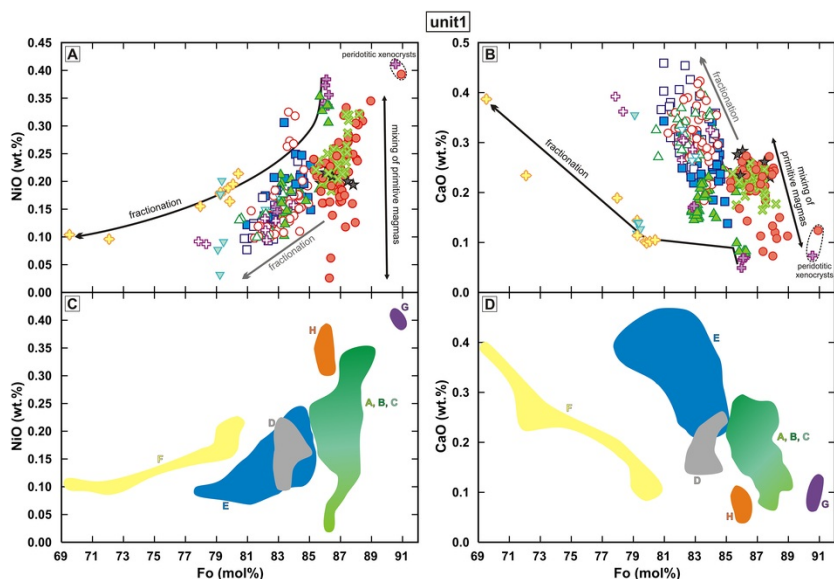 unit1
A
peridotitic xenocrysts
fractionation
mixing of primitive magmas
fractionation
NiO (wt.%)
0.45
0.40
0.35
0.30
0.25
0.20
0.15
0.10
0.05
0.00
B
fractionation
fractionation
mixing of
primitive magmas
peridotitic
xenocrysts
CaO (wt.%)
0.5
0.4
0.3
0.2
0.1
0.0
C
G
H
A, B, C
D
F
E
NiO (wt.%)
0.40
0.35
0.30
0.25
0.20
0.15
0.10
0.05
0.00
69 71 73 75 77 79 81 83 85 87 89 91
Fo (mol%)
D
E
F
A, B, C
D
H
G
CaO (wt.%)
0.4
0.3
0.2
0.1
0.0
69 71 73 75 77 79 81 83 85 87 89 91
Fo (mol%)